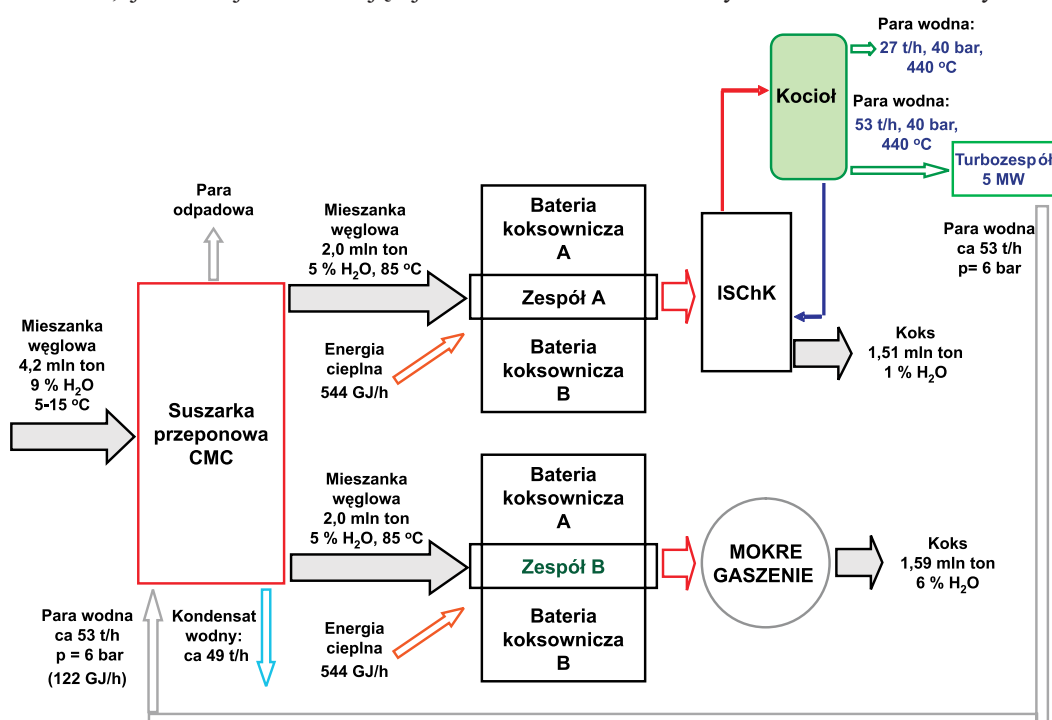 Para wodna:
27 t/h, 40 bar,
440 °C
Kocioł
Para wodna:
53 t/h, 40 bar,
440 °C
Turbozespół
5 MW
Para
odpadowa
Mieszanka
węglowa
2,0 mln ton
5 % H₂O, 85 °C
Bateria
koksownicza
A
Zespół A
Bateria
koksownicza
B
ISChK
Para wodna
ca 53 t/h
p= 6 bar
Mieszanka
węglowa
4,2 mln ton
9 % H₂O
5-15 °C
Energia
cieplna
544 GJ/h
Koks
1,51 mln ton
1 % H₂O
Suszarka
przeponowa
CMC
Mieszanka
węglowa
2,0 mln ton
5 % H₂O, 85 °C
Bateria
koksownicza
A
Zespół B
Bateria
koksownicza
B
MOKRE
GASZENIE
Koks
1,59 mln ton
6 % H₂O
Para wodna
ca 53 t/h
p = 6 bar
(122 GJ/h)
Kondensat
wodny:
ca 49 t/h
Energia
cieplna
544 GJ/h